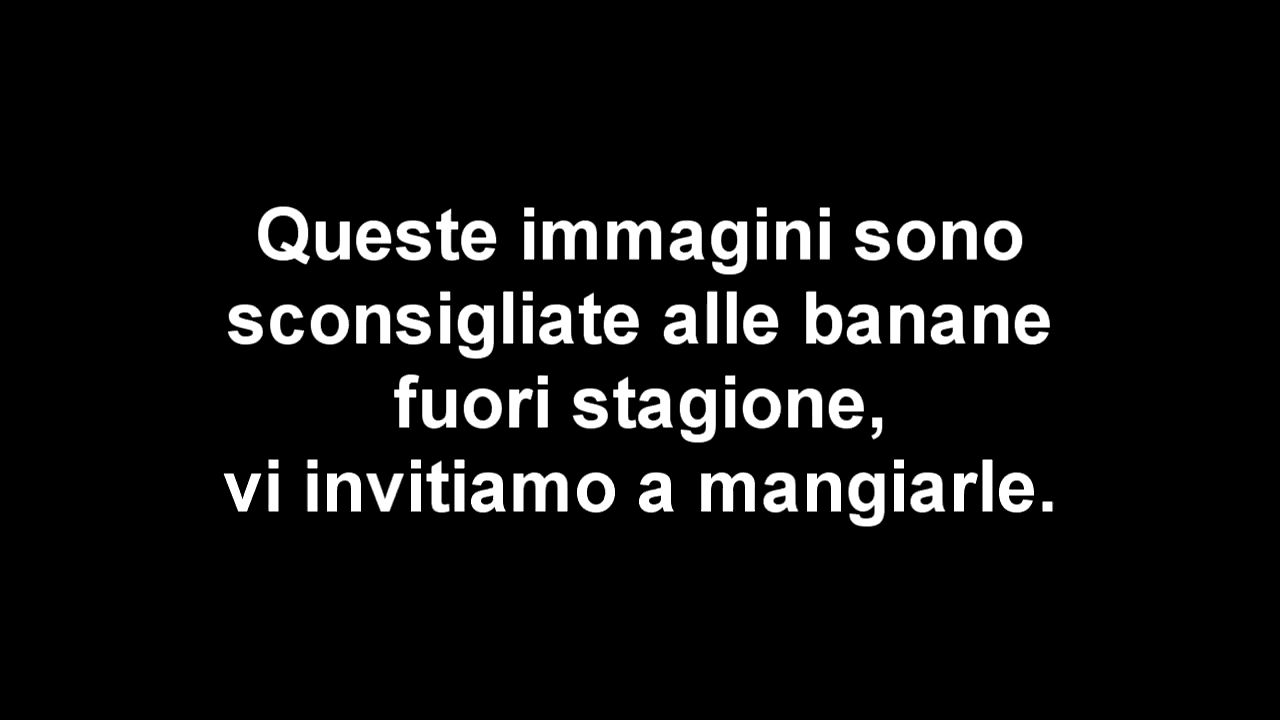 Queste immagini sono
sconsigliate alle banane
fuori stagione,
vi invitiamo a mangiarle.